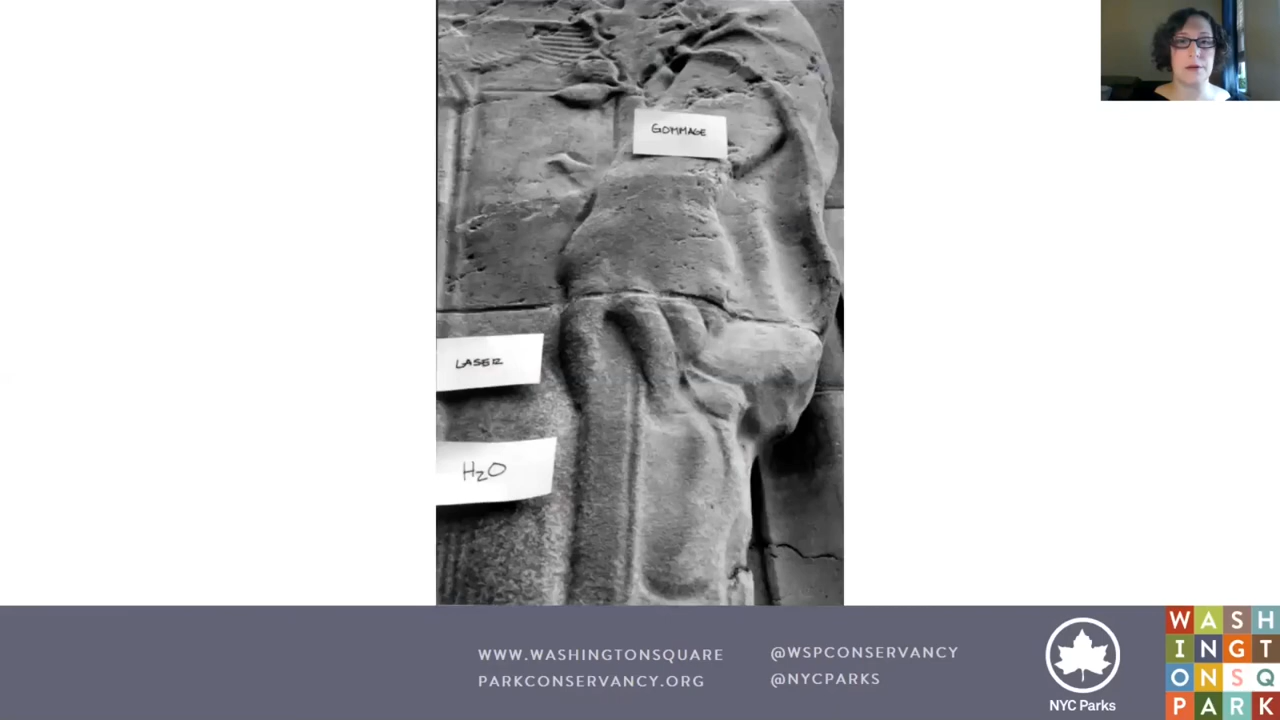 GOMMAGE
LASER
H2O
WWW.WASHINGTONSQUARE
PARKCONSERVANCY.ORG
@WSPCONSERVANCY
@NYCPARKS
NYC Parks
WASH
INGT
ONSQ
PARK